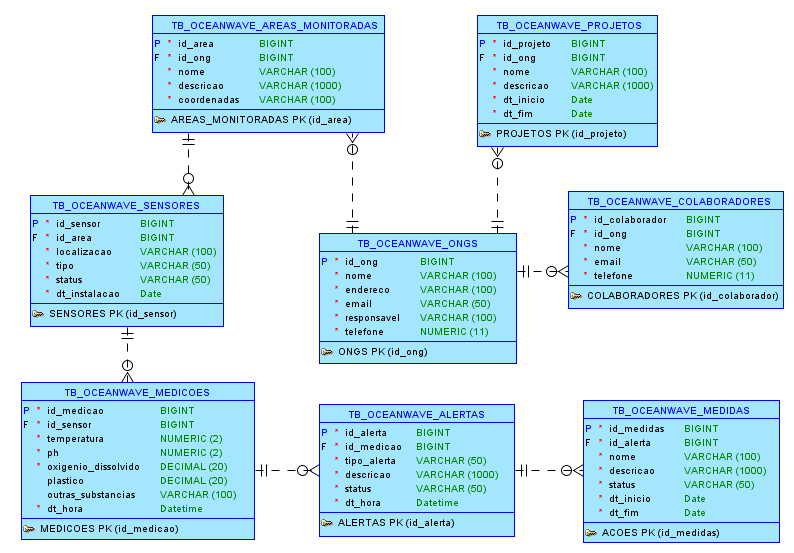 TB_OCEANWAVE_AREAS_MONITORADAS
P * id_area BIGINT
F * id_ong BIGINT
* nome VARCHAR (100)
* descricao VARCHAR (1000)
* coordenadas VARCHAR (100)
AREAS_MONITORADAS PK (id_area)
TB_OCEANWAVE_PROJETOS
P * id_projeto BIGINT
F * id_ong BIGINT
* nome VARCHAR (100)
* descricao VARCHAR (1000)
* dt_inicio Date
* dt_fim Date
PROJETOS PK (id_projeto)
TB_OCEANWAVE_SENSORES
P * id_sensor BIGINT
F * id_area BIGINT
* localizacao VARCHAR (100)
* tipo VARCHAR (50)
* status VARCHAR (50)
* dt_instalacao Date
SENSORES PK (id_sensor)
TB_OCEANWAVE_ONGS
P * id_ong BIGINT
* nome VARCHAR (100)
* endereco VARCHAR (100)
* email VARCHAR (50)
* responsavel VARCHAR (100)
* telefone NUMERIC (11)
ONGS PK (id_ong)
TB_OCEANWAVE_COLABORADORES
P * id_colaborador BIGINT
F * id_ong BIGINT
* nome VARCHAR (100)
* email VARCHAR (50)
* telefone NUMERIC (11)
COLABORADORES PK (id_colaborador)
TB_OCEANWAVE_MEDICOES
P * id_medicao BIGINT
F * id_sensor BIGINT
* temperatura NUMERIC (2)
* ph NUMERIC (2)
* oxigenio_dissolvido DECIMAL (20)
plastico DECIMAL (20)
outras_substancias VARCHAR (100)
* dt_hora Datetime
MEDICOES PK (id_medicao)
TB_OCEANWAVE_ALERTAS
P * id_alerta BIGINT
F * id_medicao BIGINT
* tipo_alerta VARCHAR (50)
* descricao VARCHAR (1000)
* status VARCHAR (50)
* dt_hora Datetime
ALERTAS PK (id_alerta)
TB_OCEANWAVE_MEDIDAS
P * id_medidas BIGINT
F * id_alerta BIGINT
* nome VARCHAR (100)
* descricao VARCHAR (1000)
* status VARCHAR (50)
* dt_inicio Date
* dt_fim Date
ACOES PK (id_medidas)